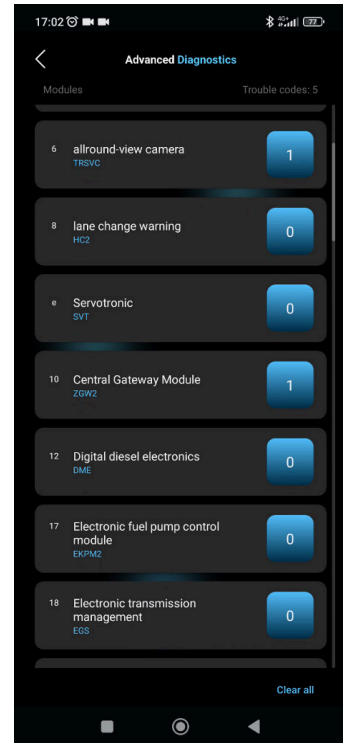 17:02 4G+ 77
Advanced Diagnostics
Modules Trouble codes: 5
6 allround-view camera 1
TRSVC
8 lane change warning 0
HC2
e Servotronic 0
SVT
10 Central Gateway Module 1
ZGW2
12 Digital diesel electronics 0
DME
17 Electronic fuel pump control
module 0
EKPM2
18 Electronic transmission
management 0
EGS
Clear all